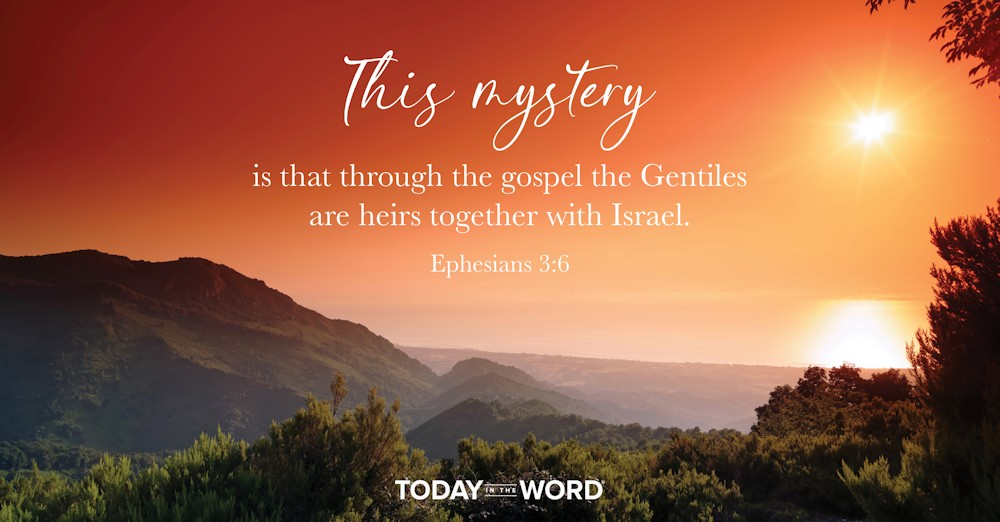 This mystery
is that through the gospel the Gentiles
are heirs together with Israel.
Ephesians 3:6
TODAY IN THE WORD